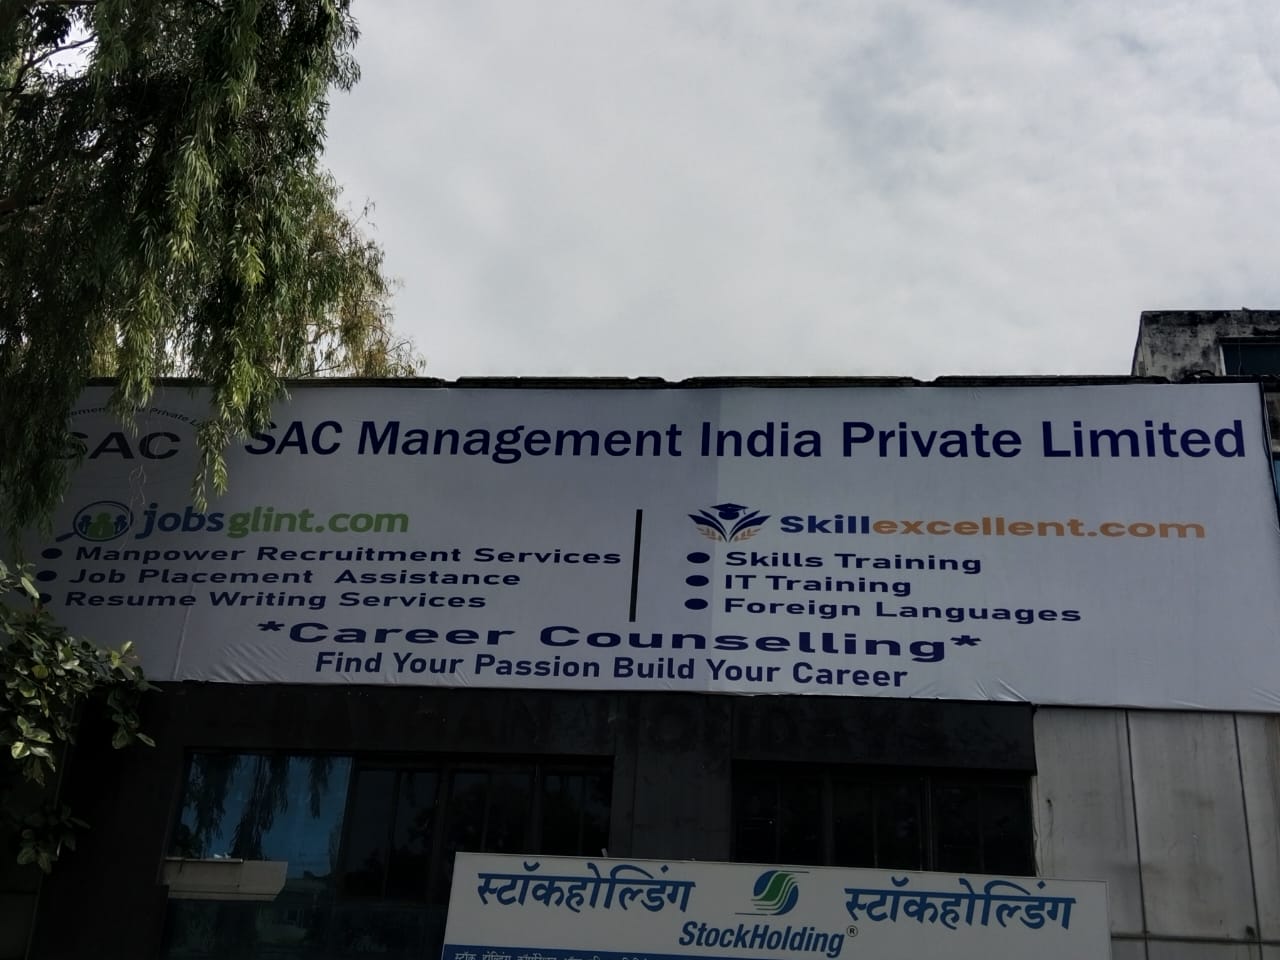 SAC
SAC Management India Private Limited
jobsglint.com
• Manpower Recruitment Services
• Job Placement Assistance
• Resume Writing Services
Skillexcellent.com
• Skills Training
• IT Training
• Foreign Languages
*Career Counselling*
Find Your Passion Build Your Career
स्टॉकहोल्डिंग
स्टॉकहोल्डिंग
StockHolding®